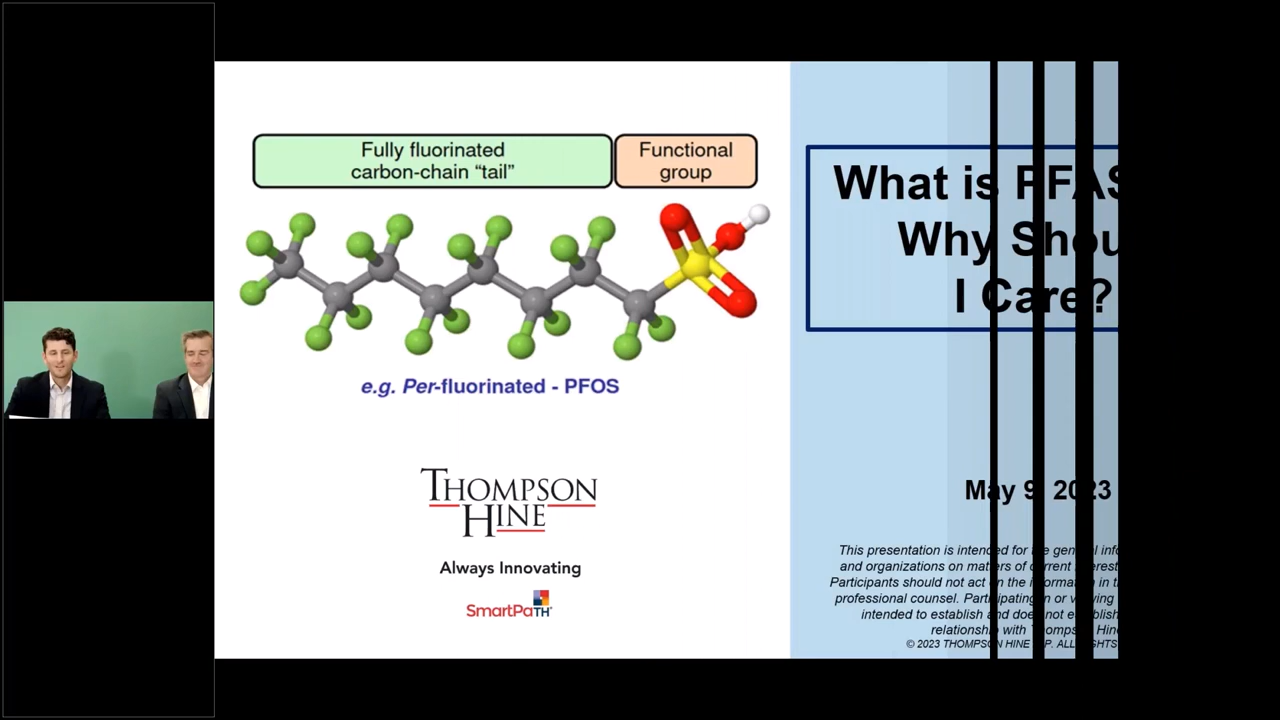 Fully fluorinated
carbon-chain “tail”
Functional
group
e.g. Per-fluorinated - PFOS
THOMPSON
HINE
Always Innovating
SmartPaTH
What is PFAS
Why Shou
I Care?
May 9, 2023
This presentation is intended for the general info
and organizations on matters of current interest
Participants should not act on the information in t
professional counsel. Participating in or viewing
intended to establish and does not establish
relationship with Thompson Hine
© 2023 THOMPSON HINE LLP. ALL RIGHTS